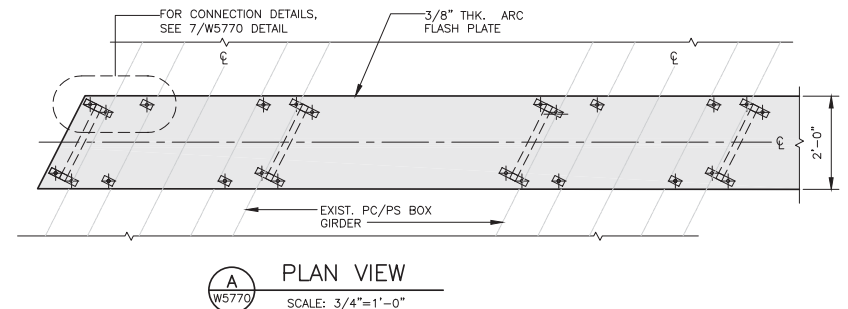 FOR CONNECTION DETAILS,
SEE 7/W5770 DETAIL
3/8" THK. ARC
FLASH PLATE
℄
℄
℄
2'-0"
EXIST. PC/PS BOX
GIRDER
A
W5770
PLAN VIEW
SCALE: 3/4"=1'-0"